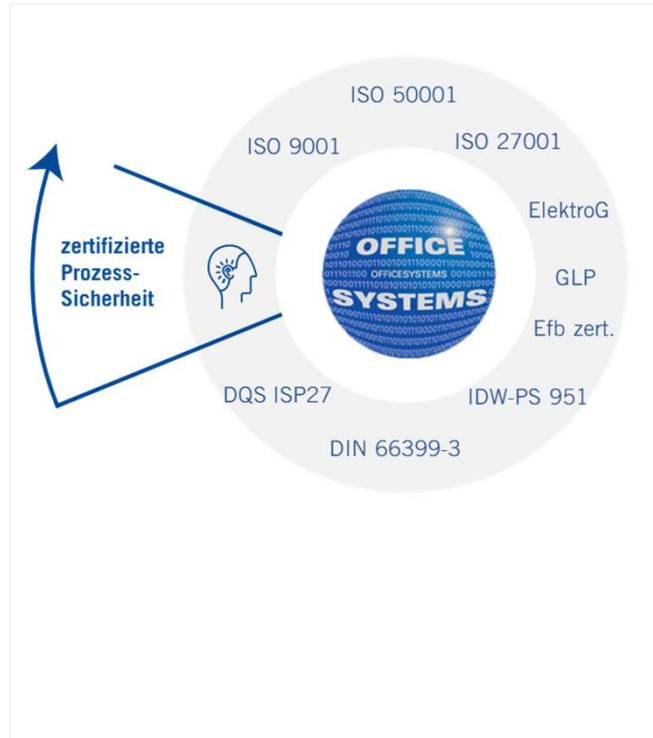 ISO 50001
ISO 9001
ISO 27001
ElektroG
zertifizierte
Prozess-
Sicherheit
OFFICE
OFFICESYSTEMS
SYSTEMS
GLP
Efb zert.
DQS ISP27
IDW-PS 951
DIN 66399-3